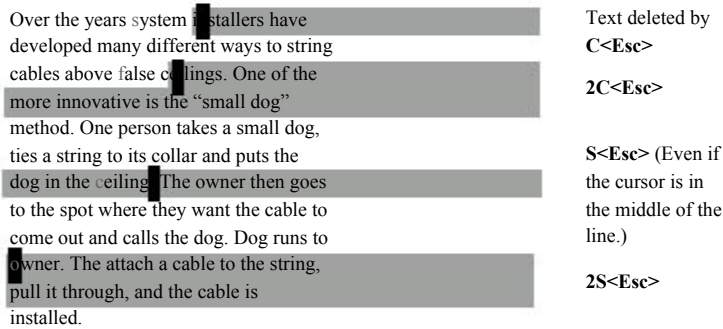 Over the years system installers have
developed many different ways to string
cables above false ceilings. One of the
more innovative is the “small dog”
method. One person takes a small dog,
ties a string to its collar and puts the
dog in the ceiling. The owner then goes
to the spot where they want the cable to
come out and calls the dog. Dog runs to
owner. The attach a cable to the string,
pull it through, and the cable is
installed.
Text deleted by
C<Esc>
2C<Esc>
S<Esc> (Even if
the cursor is in
the middle of the
line.)
2S<Esc>